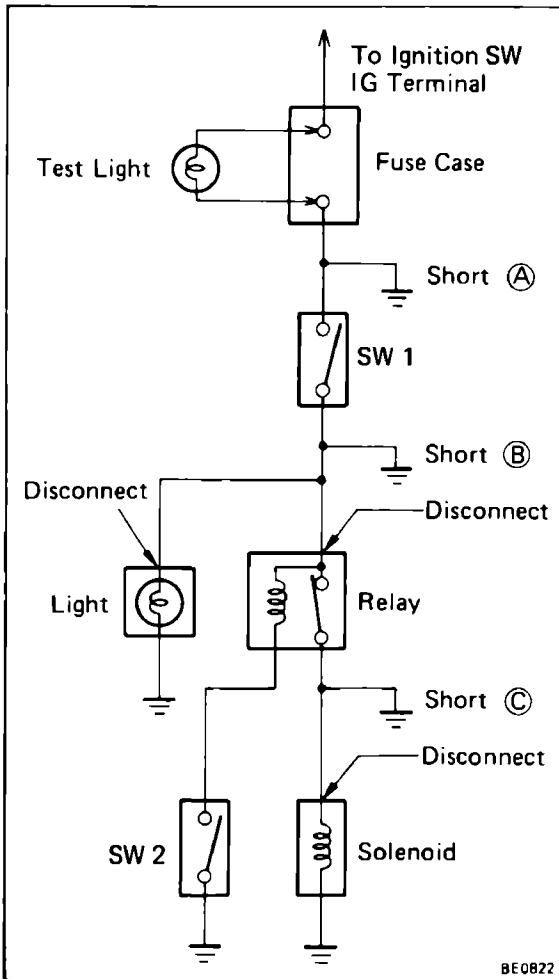 To Ignition SW
IG Terminal
Test Light
Fuse Case
Short Ⓐ
SW 1
Short Ⓑ
Disconnect
Disconnect
Light
Relay
Short Ⓒ
Disconnect
SW 2
Solenoid
BE0822